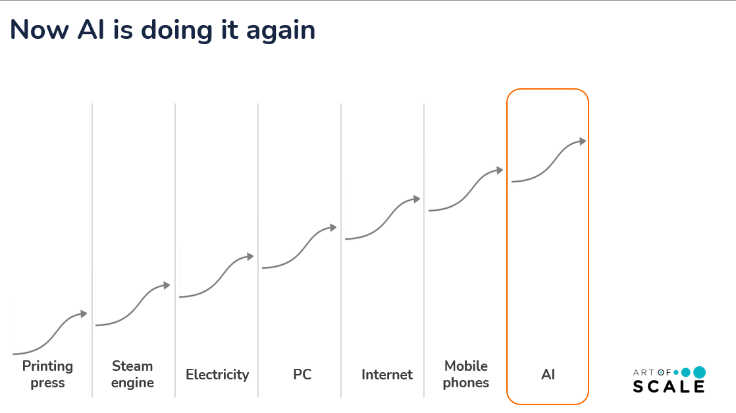 Now AI is doing it again
Printing
press
Steam
engine
Electricity
PC
Internet
Mobile
phones
AI
ART OF
SCALE